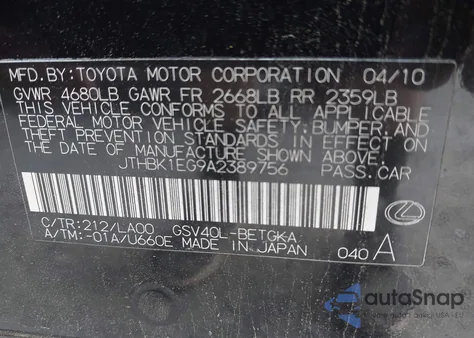 MFD. BY: TOYOTA MOTOR CORPORATION 04/10
GVWR 4680LB GAWR FR 2668LB RR 2359LB
THIS VEHICLE CONFORMS TO ALL APPLICABLE
FEDERAL MOTOR VEHICLE SAFETY, BUMPER, AND
THEFT PREVENTION STANDARDS IN EFFECT ON
THE DATE OF MANUFACTURE SHOWN ABOVE.
JTHBK1EG9A2389756 PASS.CAR
C/TR:212/LA00 GSV40L-BETGKA
A/TM:-01A/U660E MADE IN JAPAN 040 A
autoSnap